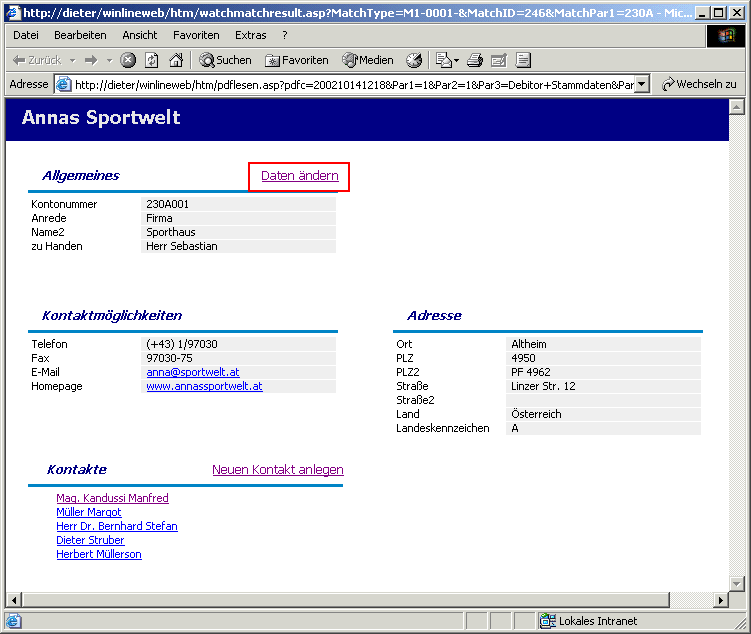 http://dieter/winlineweb/htm/watchmatchresult.asp?MatchType=M1-0001-&MatchID=246&MatchPar1=230A - Mic...
Datei Bearbeiten Ansicht Favoriten Extras ?
Zurück Suchen Favoriten Medien
Adresse http://dieter/winlineweb/htm/pdflesen.asp?pdfc=200210141218&Par1=1&Par2=1&Par3=Debitor+Stammdaten&Par Wechseln zu
Annas Sportwelt
Allgemeines Daten ändern
Kontonummer 230A001
Anrede Firma
Name2 Sporthaus
zu Handen Herr Sebastian
Kontaktmöglichkeiten
Telefon (+43) 1/97030
Fax 97030-75
E-Mail anna@sportwelt.at
Homepage www.annassportwelt.at
Adresse
Ort Altheim
PLZ 4950
PLZ2 PF 4962
Straße Linzer Str. 12
Straße2
Land Österreich
Landeskennzeichen A
Kontakte Neuen Kontakt anlegen
Mag. Kandussi Manfred
Müller Margot
Herr Dr. Bernhard Stefan
Dieter Struber
Herbert Müllerson
Lokales Intranet